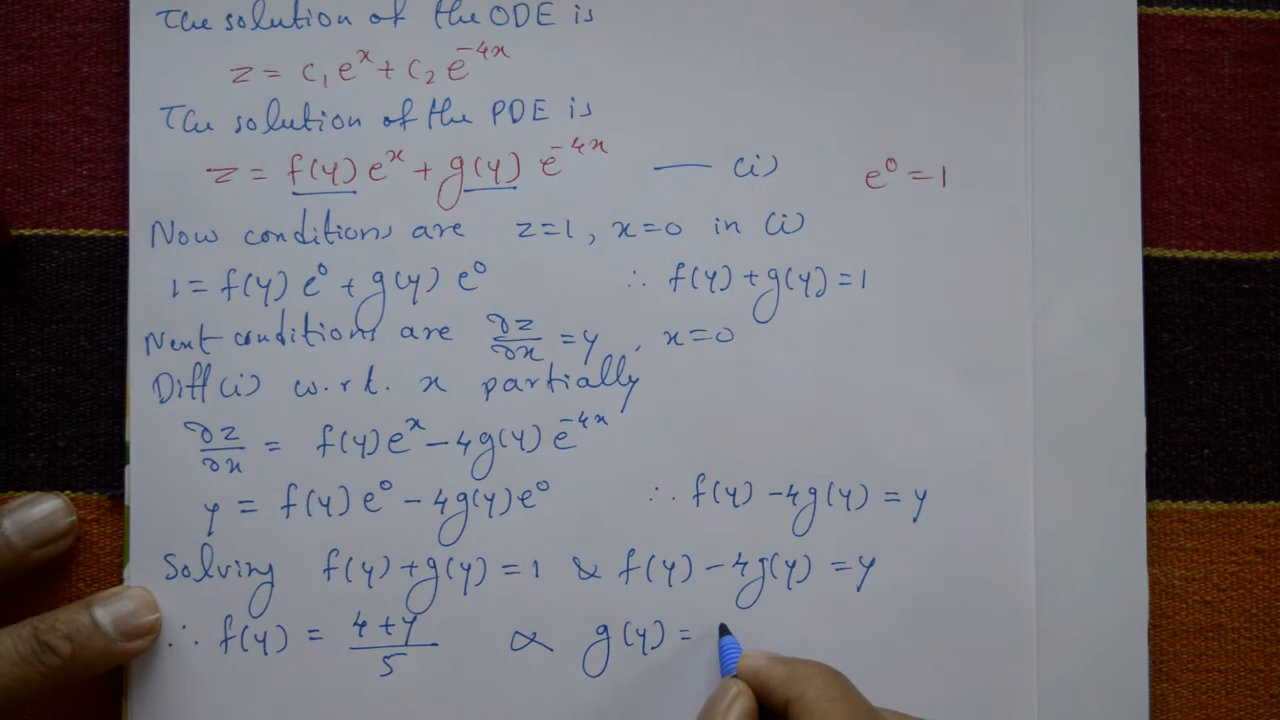 The solution of the ODE is
z = c₁eˣ + c₂e⁻⁴ˣ
The solution of the PDE is
z = f(y) eˣ + g(y) e⁻⁴ˣ — (i) e⁰ = 1
Now conditions are z=1, x=0 in (i)
1 = f(y) e⁰ + g(y) e⁰ ∴ f(y) + g(y) = 1
Next conditions are ∂z/∂x = y, x=0
Diff (i) w.r.t. x partially
∂z/∂x = f(y)eˣ − 4g(y) e⁻⁴ˣ
y = f(y) e⁰ − 4g(y)e⁰ ∴ f(y) − 4g(y) = y
Solving f(y) + g(y) = 1 & f(y) − 4g(y) = y
∴ f(y) = (4+y)/5 & g(y) =